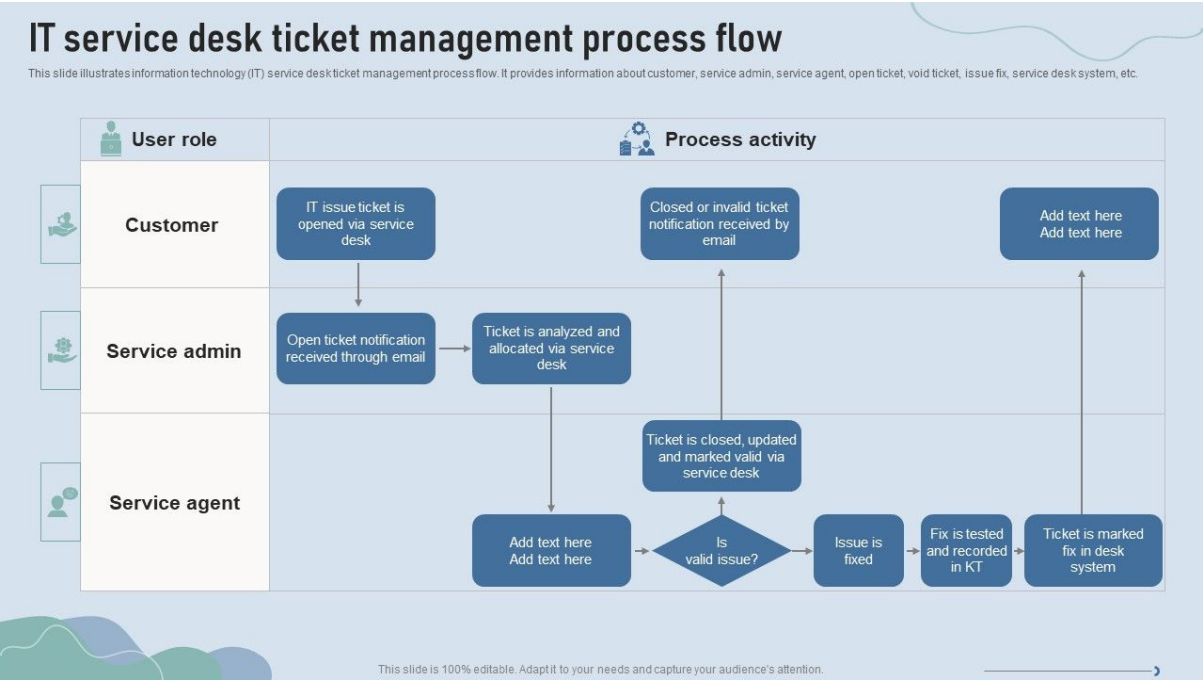 IT service desk ticket management process flow
This slide illustrates information technology (IT) service desk ticket management process flow. It provides information about customer, service admin, service agent, open ticket, void ticket, issue fix, service desk system, etc.
User role
Process activity
Customer
IT issue ticket is
opened via service
desk
Closed or invalid ticket
notification received by
email
Add text here
Add text here
Service admin
Open ticket notification
received through email
Ticket is analyzed and
allocated via service
desk
Service agent
Ticket is closed, updated
and marked valid via
service desk
Add text here
Add text here
Is
valid issue?
Issue is
fixed
Fix is tested
and recorded
in KT
Ticket is marked
fix in desk
system
This slide is 100% editable. Adapt it to your needs and capture your audience's attention.